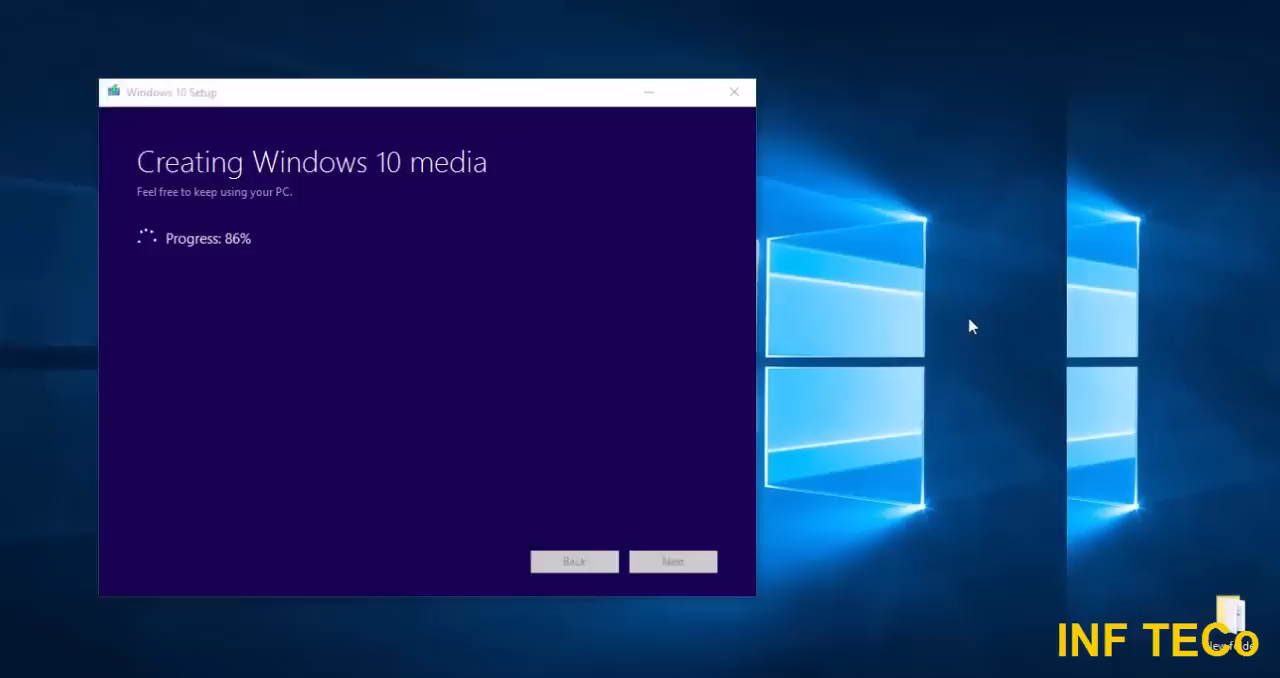 Windows 10 Setup
Creating Windows 10 media
Feel free to keep using your PC.
Progress: 86%
Back
Next
INF TECo